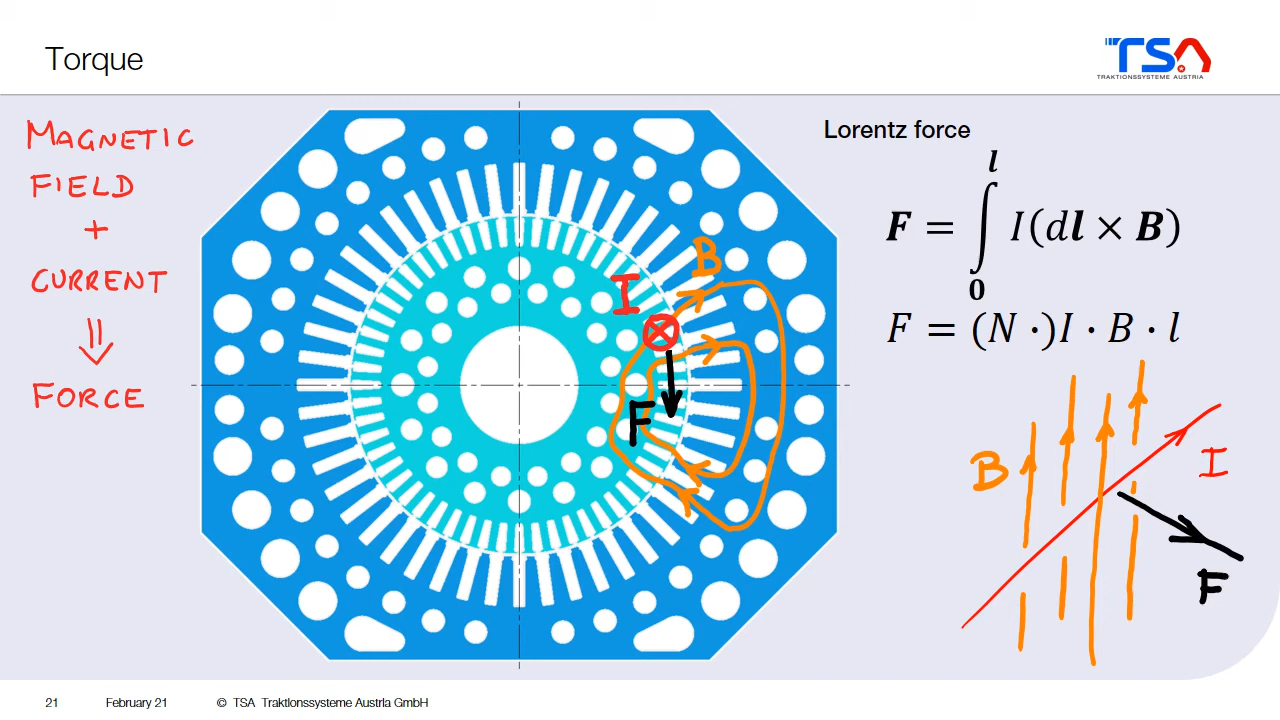 Torque
TSA
TRAKTIONSSYSTEME AUSTRIA
MAGNETIC
FIELD
+
CURRENT
⇓
FORCE
B
I
F
Lorentz force
F = ∫₀ˡ I(dl × B)
F = (N ·)I · B · l
B
I
F
21 February 21 © TSA Traktionssysteme Austria GmbH